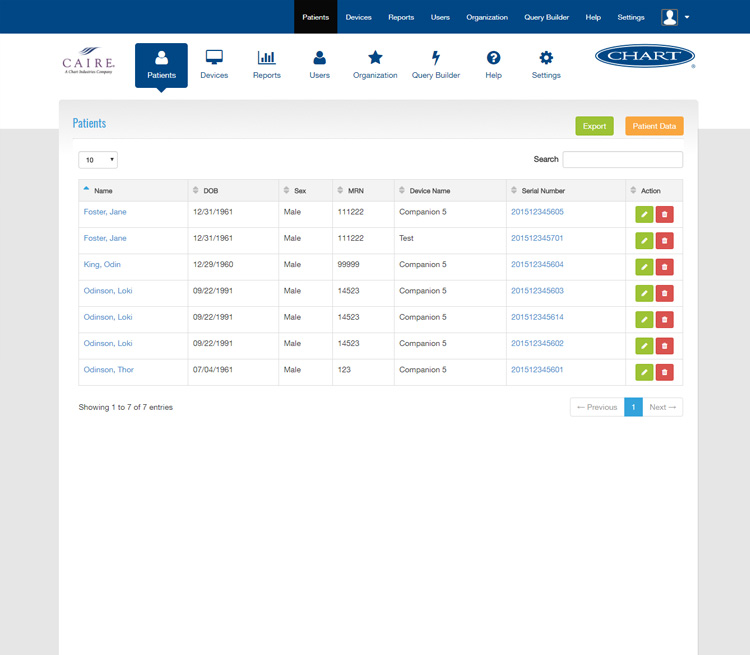 Patients Devices Reports Users Organization Query Builder Help Settings
CAIRE®
A Chart Industries Company
Patients Devices Reports Users Organization Query Builder Help Settings
CHART®
Patients
Export Patient Data
10 Search
Name DOB Sex MRN Device Name Serial Number Action
Foster, Jane 12/31/1961 Male 111222 Companion 5 201512345605
Foster, Jane 12/31/1961 Male 111222 Test 201512345701
King, Odin 12/29/1960 Male 99999 Companion 5 201512345604
Odinson, Loki 09/22/1991 Male 14523 Companion 5 201512345603
Odinson, Loki 09/22/1991 Male 14523 Companion 5 201512345614
Odinson, Loki 09/22/1991 Male 14523 Companion 5 201512345602
Odinson, Thor 07/04/1961 Male 123 Companion 5 201512345601
Showing 1 to 7 of 7 entries ← Previous 1 Next →